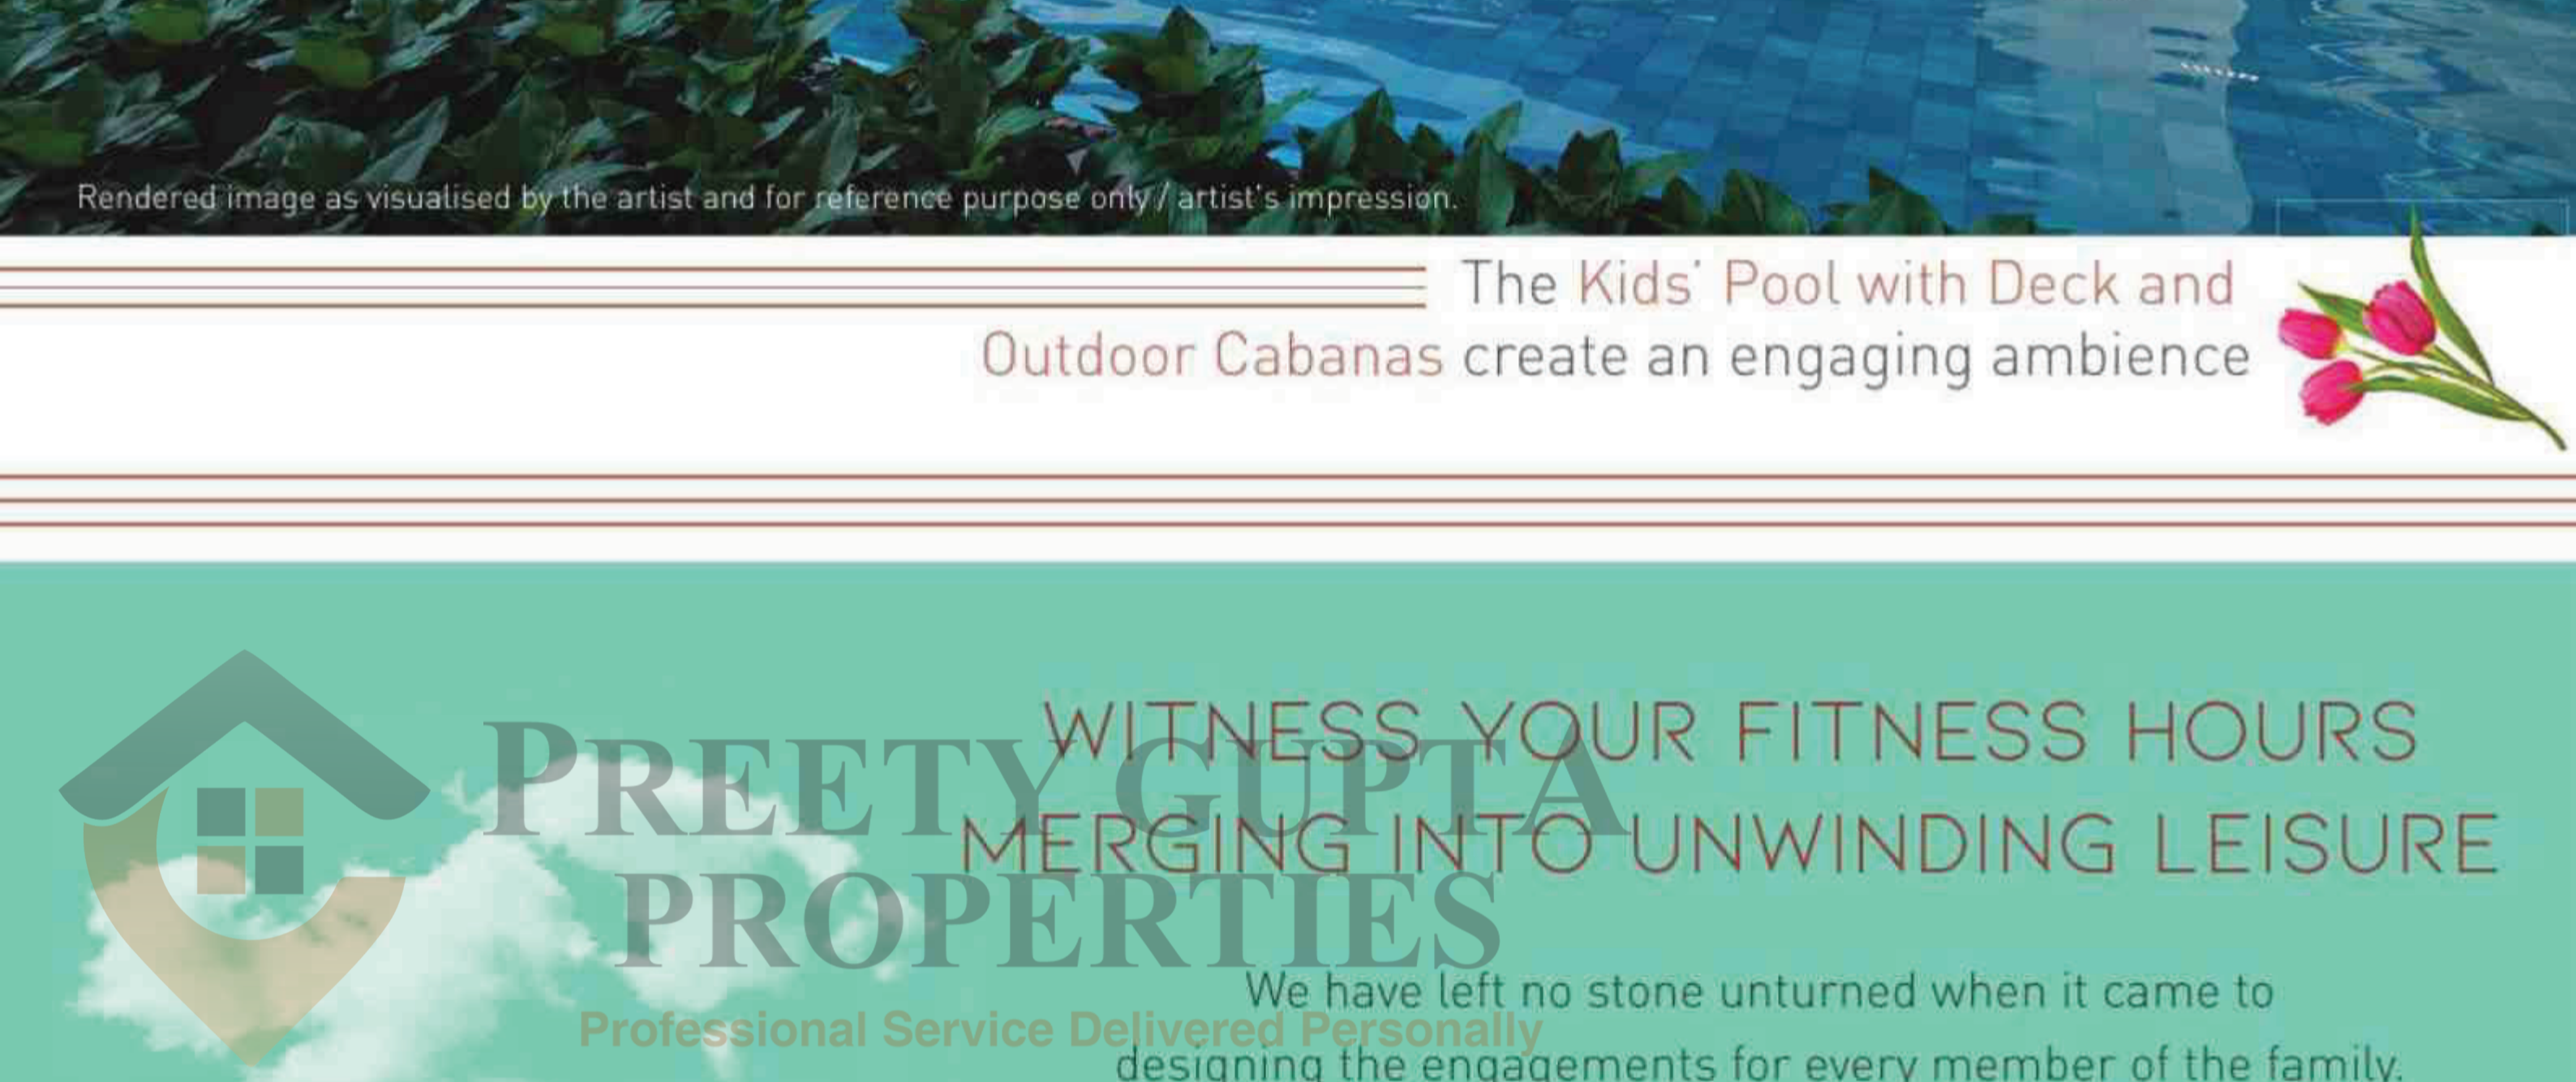 Rendered image as visualised by the artist and for reference purpose only / artist's impression.
The Kids' Pool with Deck and
Outdoor Cabanas create an engaging ambience
WITNESS YOUR FITNESS HOURS
MERGING INTO UNWINDING LEISURE
PREETY GUPTA
PROPERTIES
Professional Service Delivered Personally
We have left no stone unturned when it came to
designing the engagements for every member of the family.